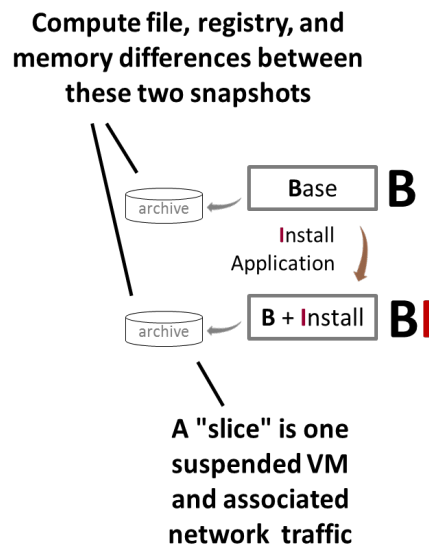 Compute file, registry, and
memory differences between
these two snapshots
archive
Base
B
Install
Application
archive
B + Install
BI
A "slice" is one
suspended VM
and associated
network traffic